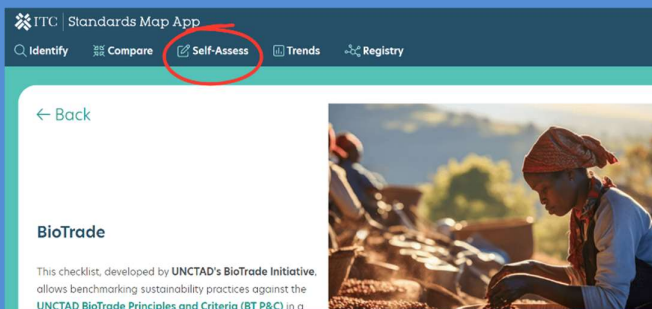 ITC | Standards Map App
Identify Compare Self-Assess Trends Registry
← Back
BioTrade
This checklist, developed by UNCTAD's BioTrade Initiative,
allows benchmarking sustainability practices against the
UNCTAD BioTrade Principles and Criteria (BT P&C) in a